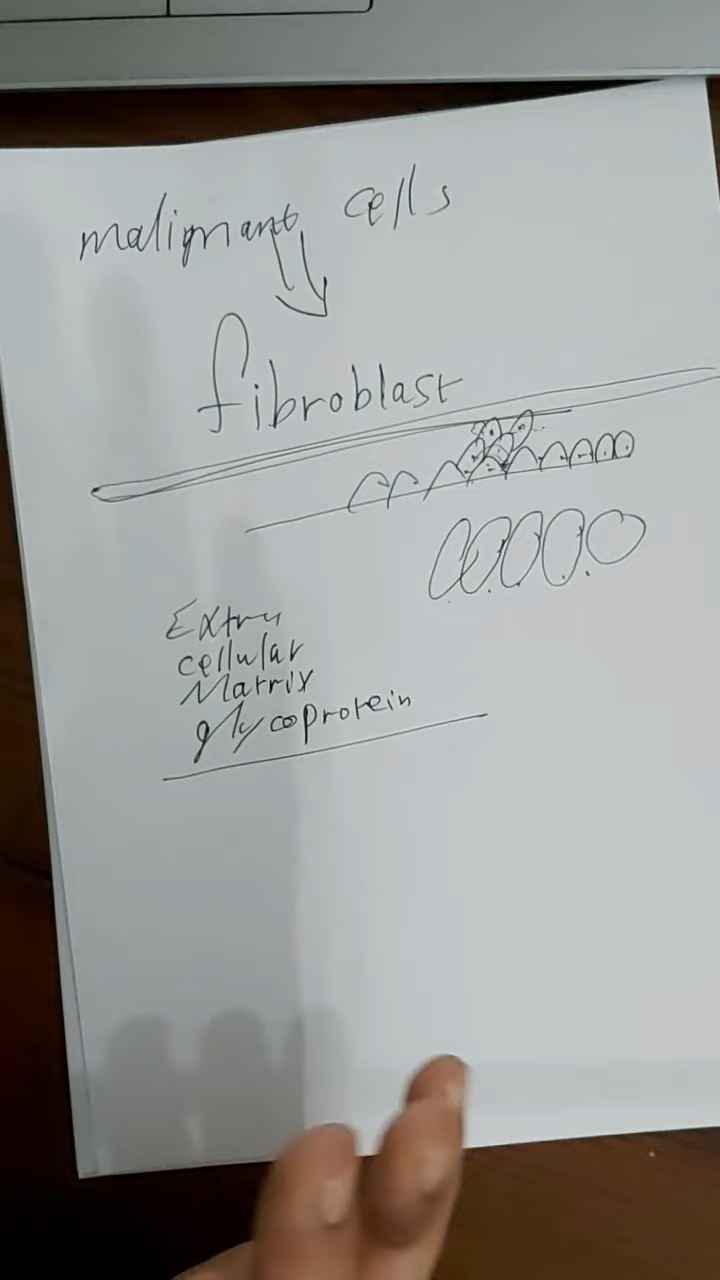 malignant cells
fibroblast
Extra
cellular
Matrix
glycoprotein